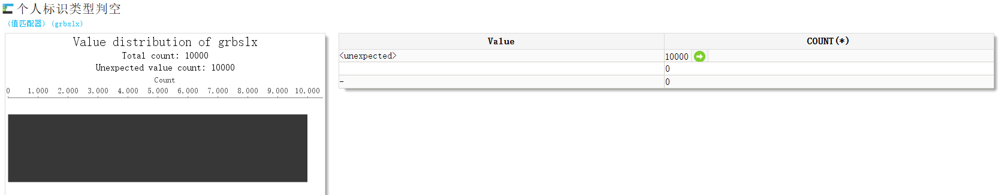 个人标识类型判空
(值匹配器) (grbslx)
Value distribution of grbslx
Total count: 10000
Unexpected value count: 10000
Count
0 1,000 2,000 3,000 4,000 5,000 6,000 7,000 8,000 9,000 10,000
Value COUNT(*)
<unexpected> 10000
0
- 0